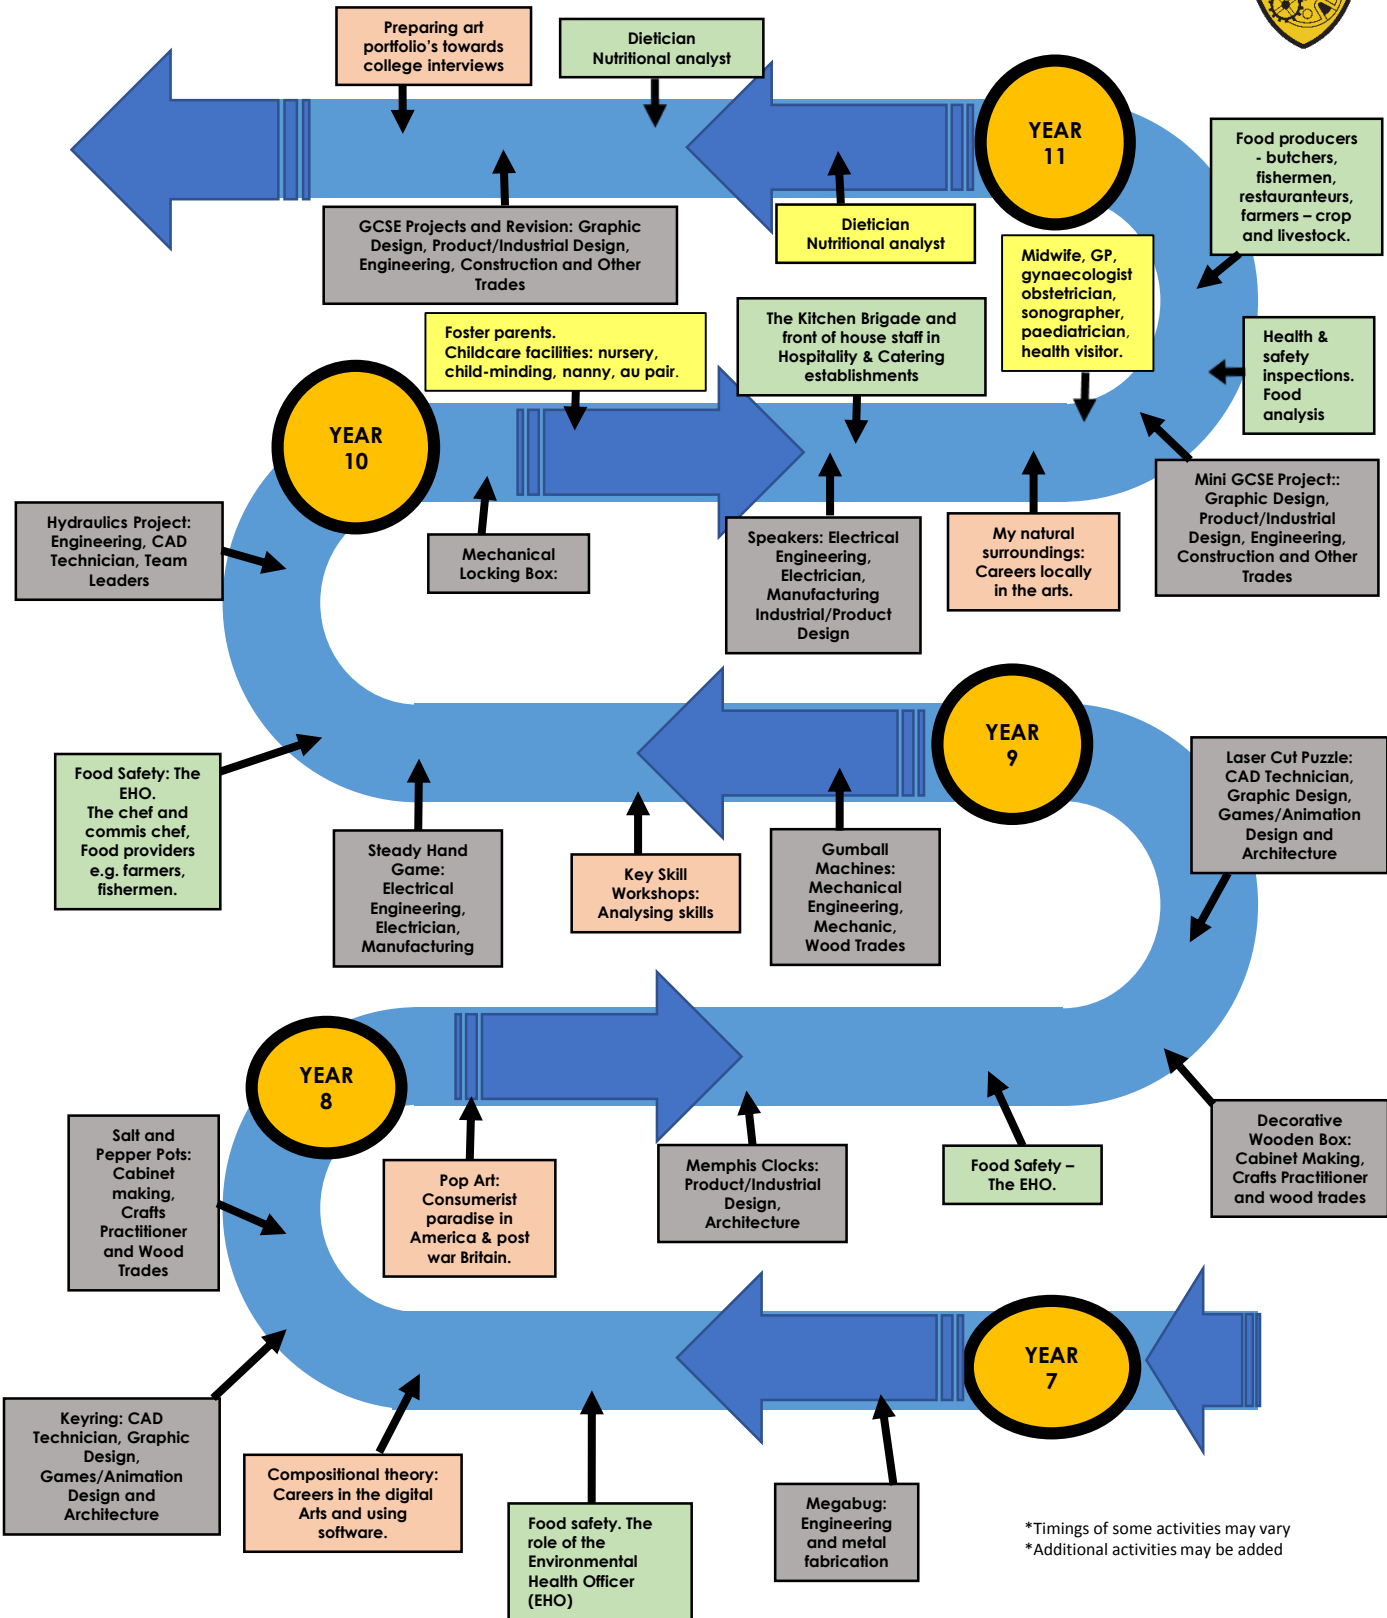 Preparing art
portfolio's towards
college interviews
Dietician
Nutritional analyst
YEAR
11
Food producers
- butchers,
fishermen,
restauranteurs,
farmers – crop
and livestock.
GCSE Projects and Revision: Graphic
Design, Product/Industrial Design,
Engineering, Construction and Other
Trades
Dietician
Nutritional analyst
Midwife, GP,
gynaecologist
obstetrician,
sonographer,
paediatrician,
health visitor.
Foster parents.
Childcare facilities: nursery,
child-minding, nanny, au pair.
The Kitchen Brigade and
front of house staff in
Hospitality & Catering
establishments
Health &
safety
inspections.
Food
analysis
YEAR
10
Hydraulics Project:
Engineering, CAD
Technician, Team
Leaders
Mechanical
Locking Box:
Speakers: Electrical
Engineering,
Electrician,
Manufacturing
Industrial/Product
Design
My natural
surroundings:
Careers locally
in the arts.
Mini GCSE Project::
Graphic Design,
Product/Industrial
Design, Engineering,
Construction and Other
Trades
YEAR
9
Food Safety: The
EHO.
The chef and
commis chef,
Food providers
e.g. farmers,
fishermen.
Steady Hand
Game:
Electrical
Engineering,
Electrician,
Manufacturing
Key Skill
Workshops:
Analysing skills
Gumball
Machines:
Mechanical
Engineering,
Mechanic,
Wood Trades
Laser Cut Puzzle:
CAD Technician,
Graphic Design,
Games/Animation
Design and
Architecture
YEAR
8
Salt and
Pepper Pots:
Cabinet
making,
Crafts
Practitioner
and Wood
Trades
Pop Art:
Consumerist
paradise in
America & post
war Britain.
Memphis Clocks:
Product/Industrial
Design,
Architecture
Food Safety –
The EHO.
Decorative
Wooden Box:
Cabinet Making,
Crafts Practitioner
and wood trades
YEAR
7
Keyring: CAD
Technician, Graphic
Design,
Games/Animation
Design and
Architecture
Compositional theory:
Careers in the digital
Arts and using
software.
Food safety. The
role of the
Environmental
Health Officer
(EHO)
Megabug:
Engineering
and metal
fabrication
*Timings of some activities may vary
*Additional activities may be added